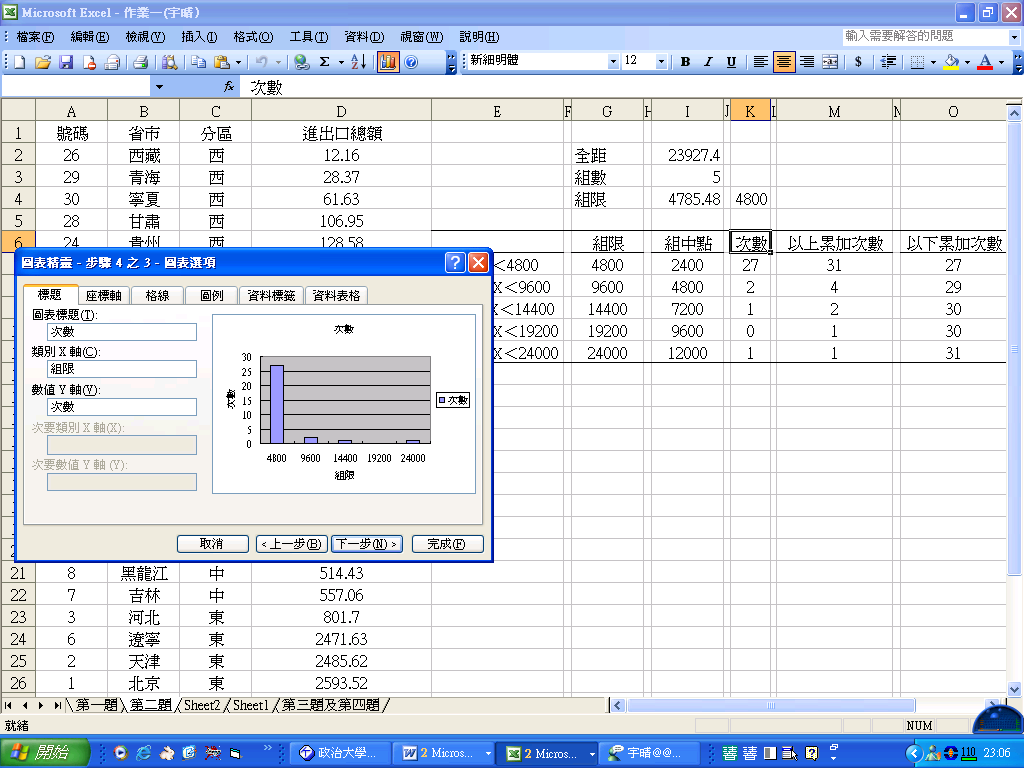 Microsoft Excel - 作業一(宇晴)
檔案(F) 編輯(E) 檢視(V) 插入(I) 格式(O) 工具(T) 資料(D) 視窗(W) 說明(H) 輸入需要解答的問題
新細明體 12 B I U $
fx 次數
A B C D E F G H I J K L M N O
1 號碼 省市 分區 進出口總額
2 26 西藏 西 12.16 全距 23927.4
3 29 青海 西 28.37 組數 5
4 30 寧夏 西 61.63 組限 4785.48 4800
5 28 甘肅 西 106.95
6 24 貴州 西 128.58 組限 組中點 次數 以上累加次數 以下累加次數
<4800 4800 2400 27 31 27
X<9600 9600 4800 2 4 29
X<14400 14400 7200 1 2 30
X<19200 19200 9600 0 1 30
X<24000 24000 12000 1 1 31
圖表精靈 - 步驟 4 之 3 - 圖表選項
標題 座標軸 格線 圖例 資料標籤 資料表格
圖表標題(T):
次數
類別 X 軸(C):
組限
數值 Y 軸(V):
次數
次要類別 X 軸(X):
次要數值 Y 軸 (Y):
次數
30
25
20
15
10
5
0
次數
4800 9600 14400 19200 24000
組限
次數
取消 < 上一步(B) 下一步(N) > 完成(F)
21 8 黑龍江 中 514.43
22 7 吉林 中 557.06
23 3 河北 東 801.7
24 6 遼寧 東 2471.63
25 2 天津 東 2485.62
26 1 北京 東 2593.52
第一題 第二題 Sheet2 Sheet1 第三題及第四題
就緒 NUM
開始 政治大學... 2 Micros... 2 Micros... 宇晴@@... 110 23:06